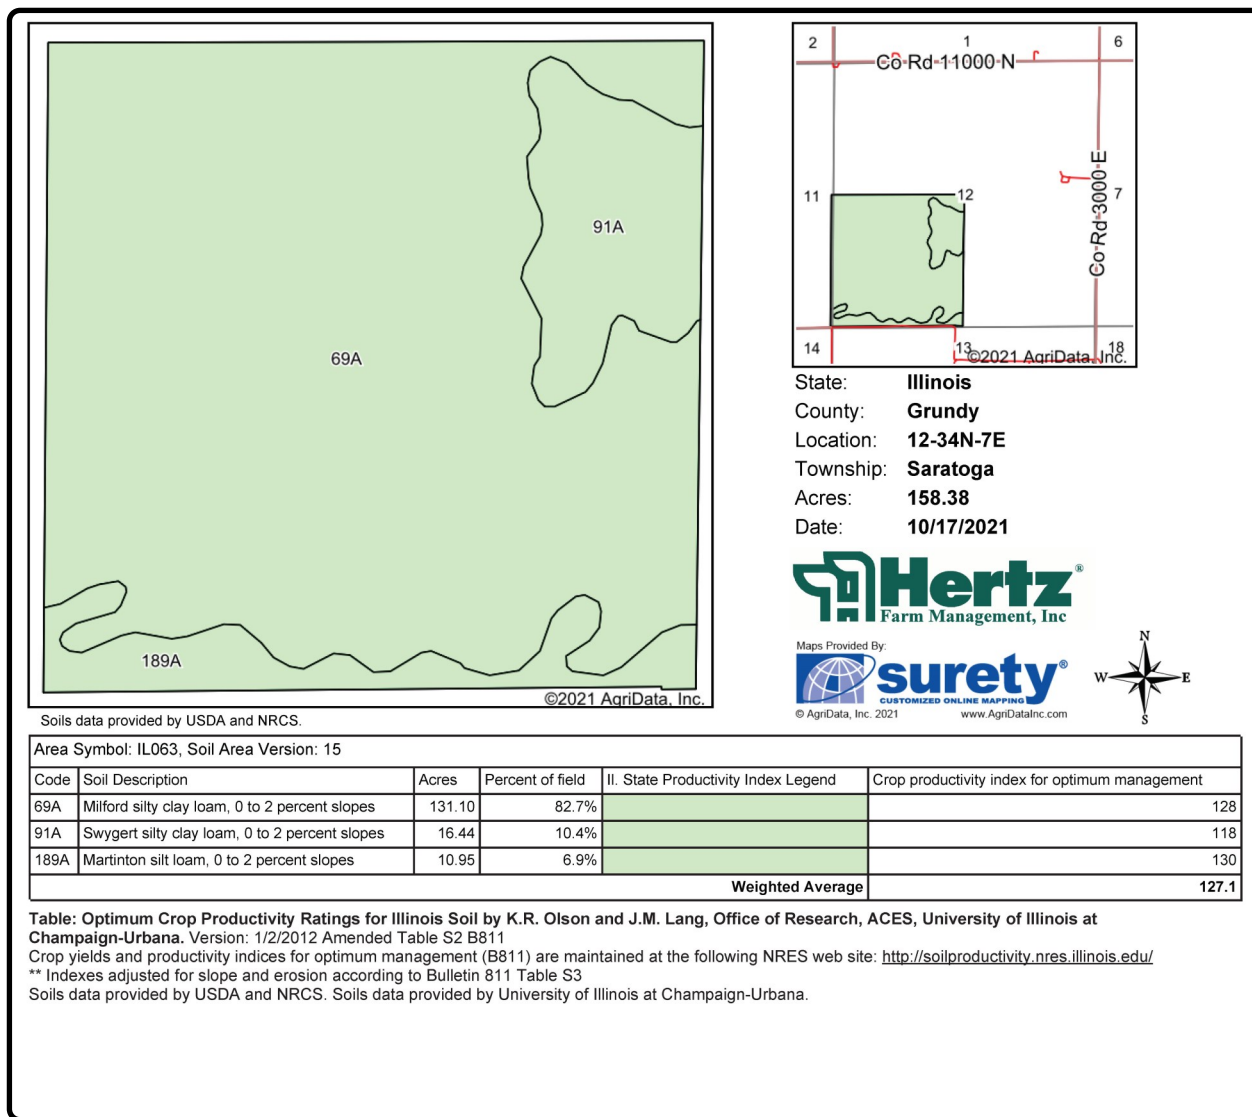 91A
69A
189A
©2021 AgriData, Inc.
Soils data provided by USDA and NRCS.
2 1 6
Co Rd 11000 N
11 12 7
Co Rd 3000 E
14 13 18
©2021 AgriData, Inc.
State: Illinois
County: Grundy
Location: 12-34N-7E
Township: Saratoga
Acres: 158.38
Date: 10/17/2021
Hertz®
Farm Management, Inc
Maps Provided By:
surety®
CUSTOMIZED ONLINE MAPPING
© AgriData, Inc. 2021 www.AgriDataInc.com
N
W E
S
Area Symbol: IL063, Soil Area Version: 15
Code Soil Description Acres Percent of field II. State Productivity Index Legend Crop productivity index for optimum management
69A Milford silty clay loam, 0 to 2 percent slopes 131.10 82.7% 128
91A Swygert silty clay loam, 0 to 2 percent slopes 16.44 10.4% 118
189A Martinton silt loam, 0 to 2 percent slopes 10.95 6.9% 130
Weighted Average 127.1
Table: Optimum Crop Productivity Ratings for Illinois Soil by K.R. Olson and J.M. Lang, Office of Research, ACES, University of Illinois at
Champaign-Urbana. Version: 1/2/2012 Amended Table S2 B811
Crop yields and productivity indices for optimum management (B811) are maintained at the following NRES web site: http://soilproductivity.nres.illinois.edu/
** Indexes adjusted for slope and erosion according to Bulletin 811 Table S3
Soils data provided by USDA and NRCS. Soils data provided by University of Illinois at Champaign-Urbana.